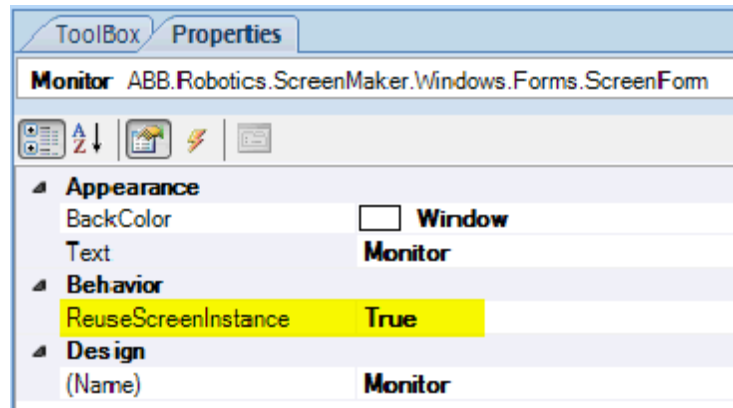 ToolBox Properties
Monitor ABB.Robotics.ScreenMaker.Windows.Forms.ScreenForm
A Z
Appearance
BackColor Window
Text Monitor
Behavior
ReuseScreenInstance True
Design
(Name) Monitor